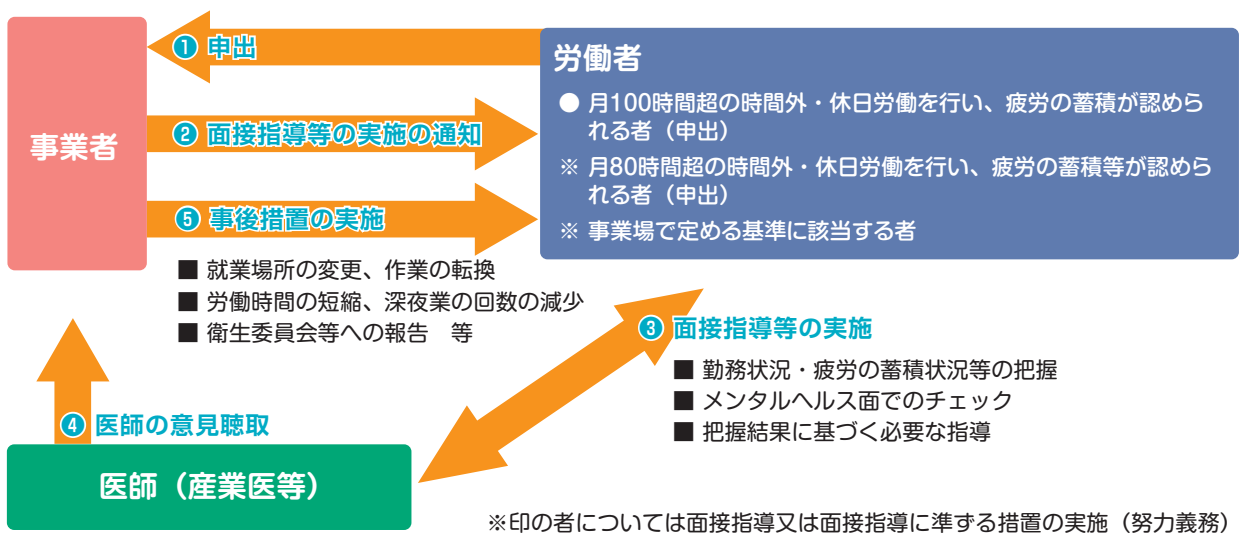 ❶ 申出
労働者
● 月100時間超の時間外・休日労働を行い、疲労の蓄積が認めら
れる者（申出）
※ 月80時間超の時間外・休日労働を行い、疲労の蓄積等が認めら
れる者（申出）
※ 事業場で定める基準に該当する者
事業者
❷ 面接指導等の実施の通知
❺ 事後措置の実施
■ 就業場所の変更、作業の転換
■ 労働時間の短縮、深夜業の回数の減少
■ 衛生委員会等への報告　等
❸ 面接指導等の実施
■ 勤務状況・疲労の蓄積状況等の把握
■ メンタルヘルス面でのチェック
■ 把握結果に基づく必要な指導
❹ 医師の意見聴取
医師（産業医等）
※印の者については面接指導又は面接指導に準ずる措置の実施（努力義務）